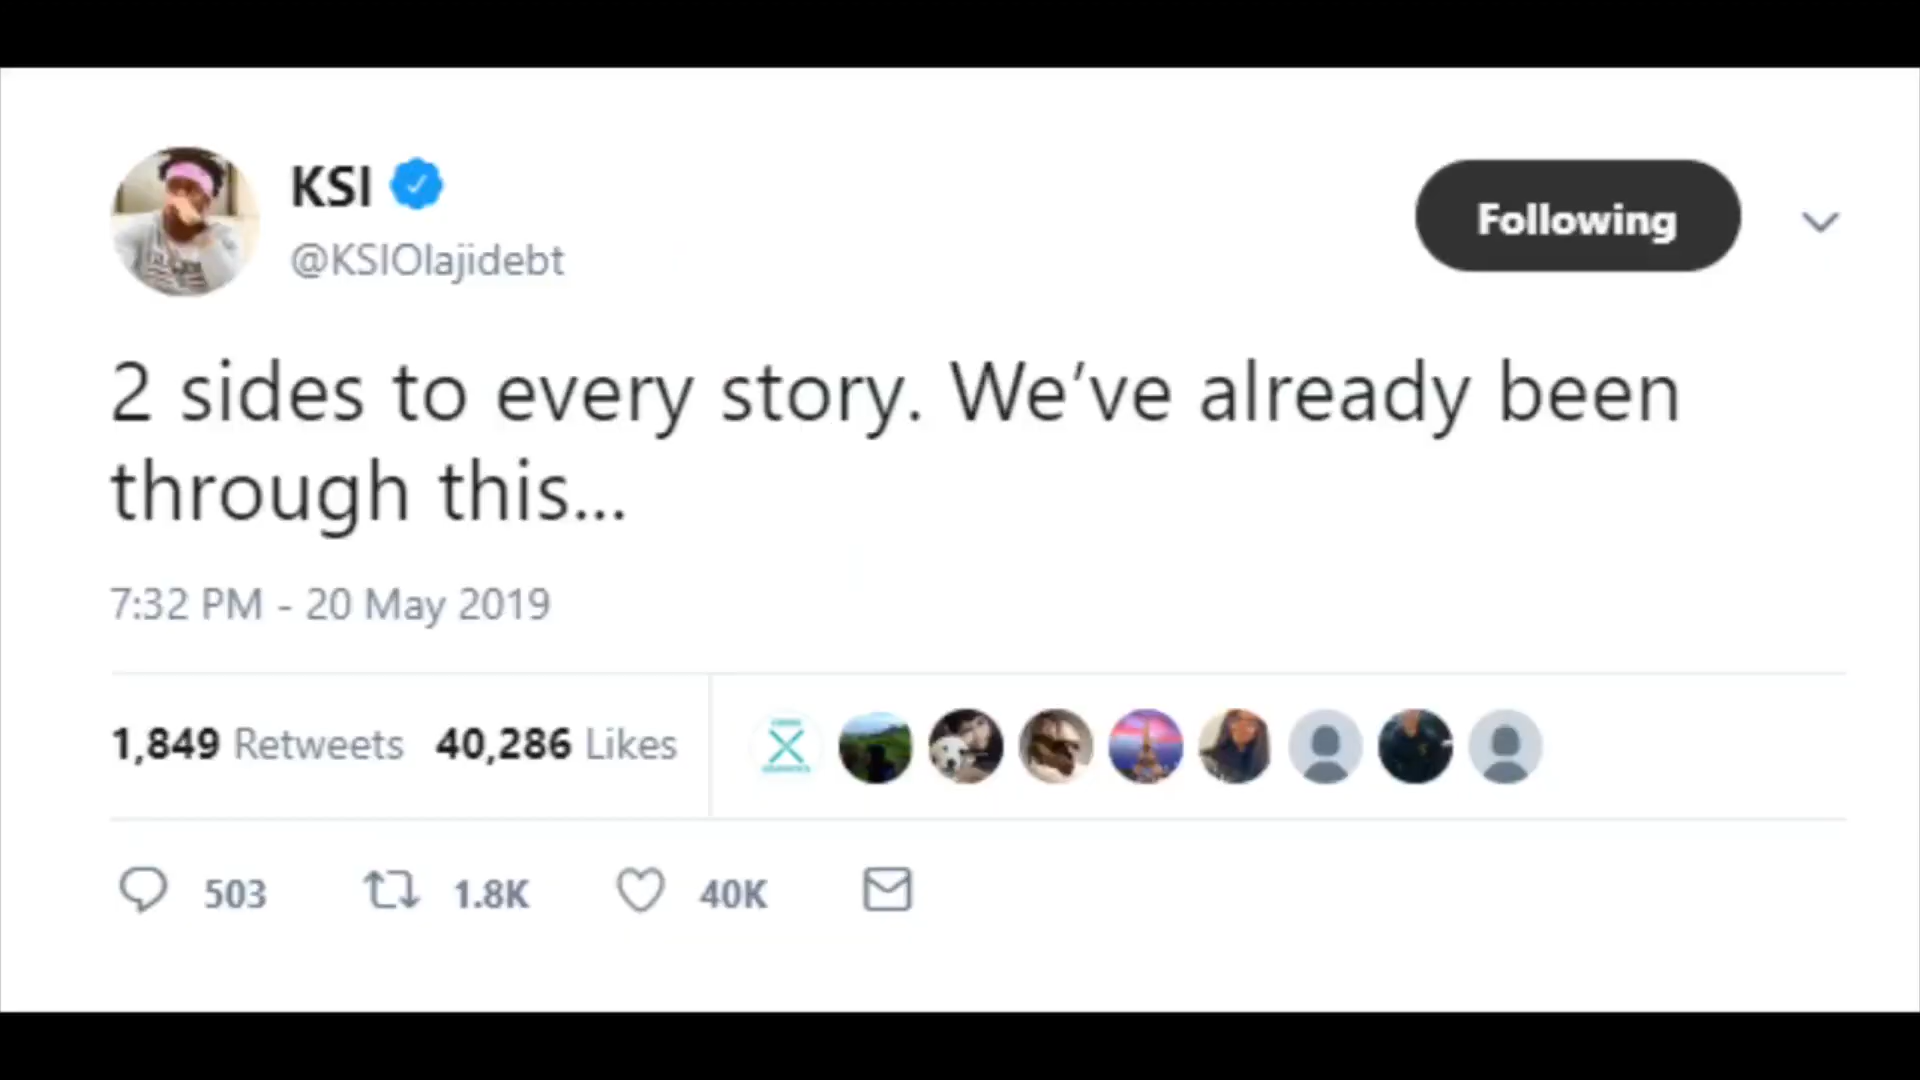 KSI
@KSIOlajidebt
Following
2 sides to every story. We’ve already been
through this...
7:32 PM - 20 May 2019
1,849 Retweets 40,286 Likes
503 1.8K 40K